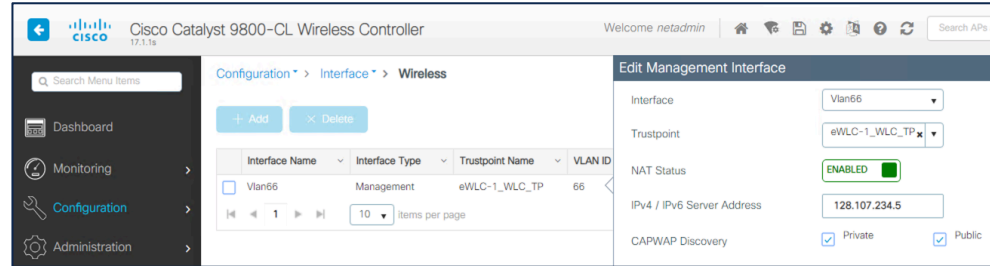 CISCO
Cisco Catalyst 9800-CL Wireless Controller
17.1.1s
Welcome netadmin
Search APs
Search Menu Items
Dashboard
Monitoring
Configuration
Administration
Configuration > Interface > Wireless
+ Add
× Delete
Interface Name Interface Type Trustpoint Name VLAN ID
Vlan66 Management eWLC-1_WLC_TP 66
1 10 items per page
Edit Management Interface
Interface Vlan66
Trustpoint eWLC-1_WLC_TP
NAT Status ENABLED
IPv4 / IPv6 Server Address 128.107.234.5
CAPWAP Discovery Private Public